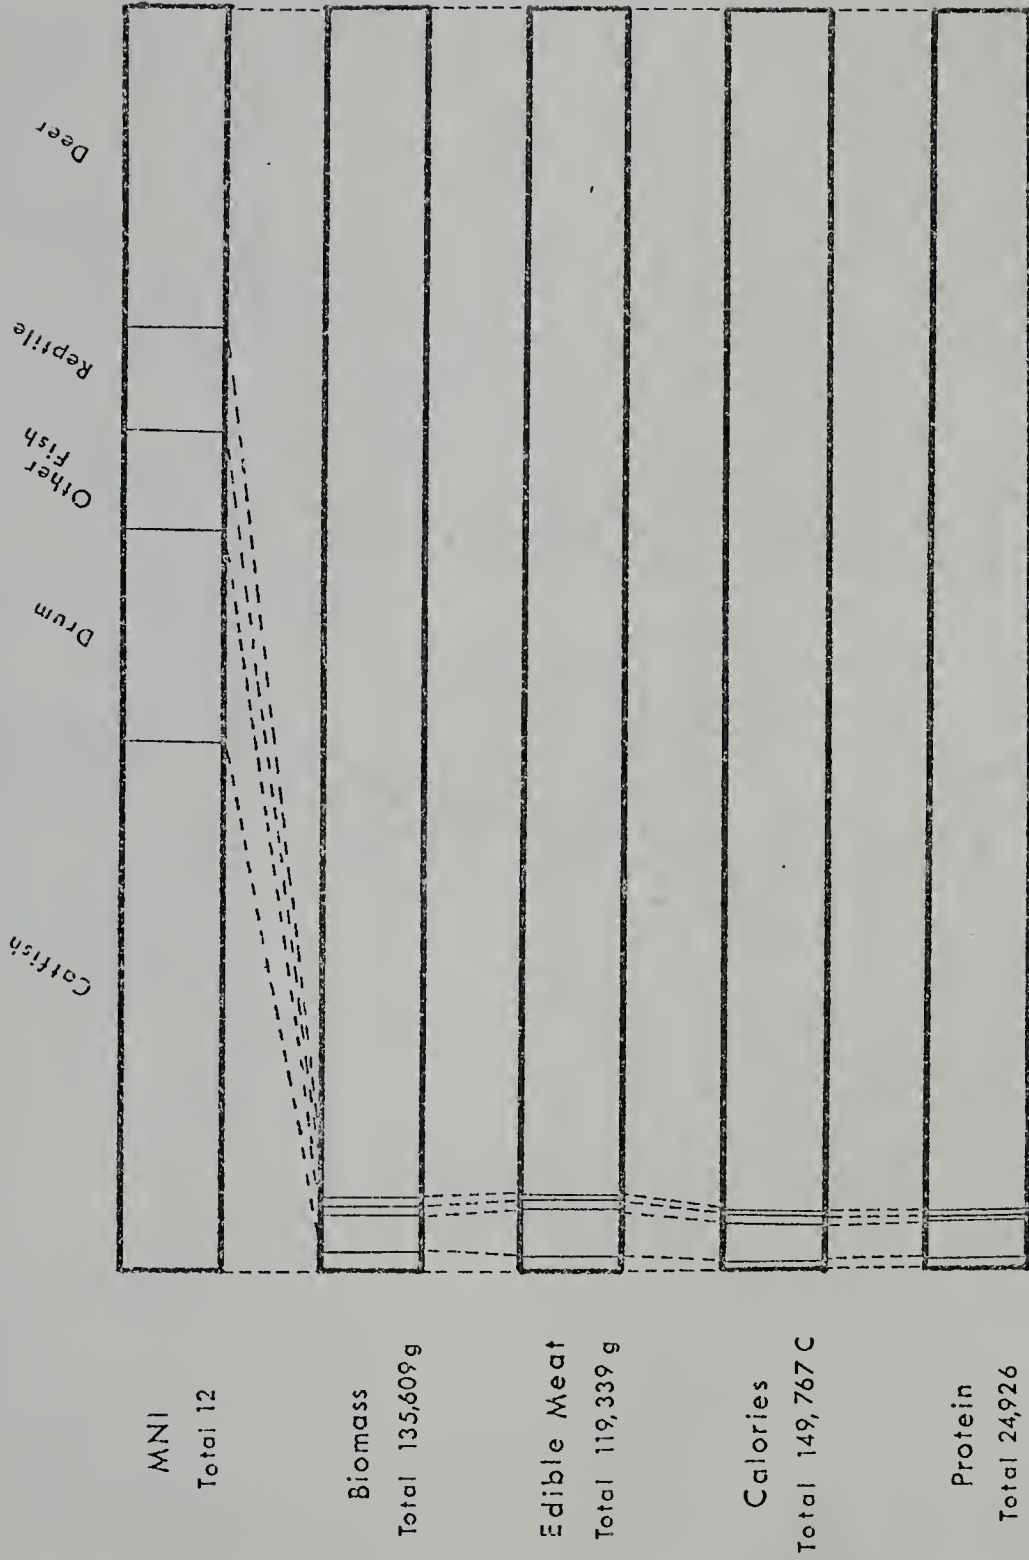 Catfish
Drum
Other
Fish
Reptile
Deer
MNI
Total 12
Biomass
Total 135,609g
Edible Meat
Total 119,339 g
Calories
Total 149,767 C
Protein
Total 24,926